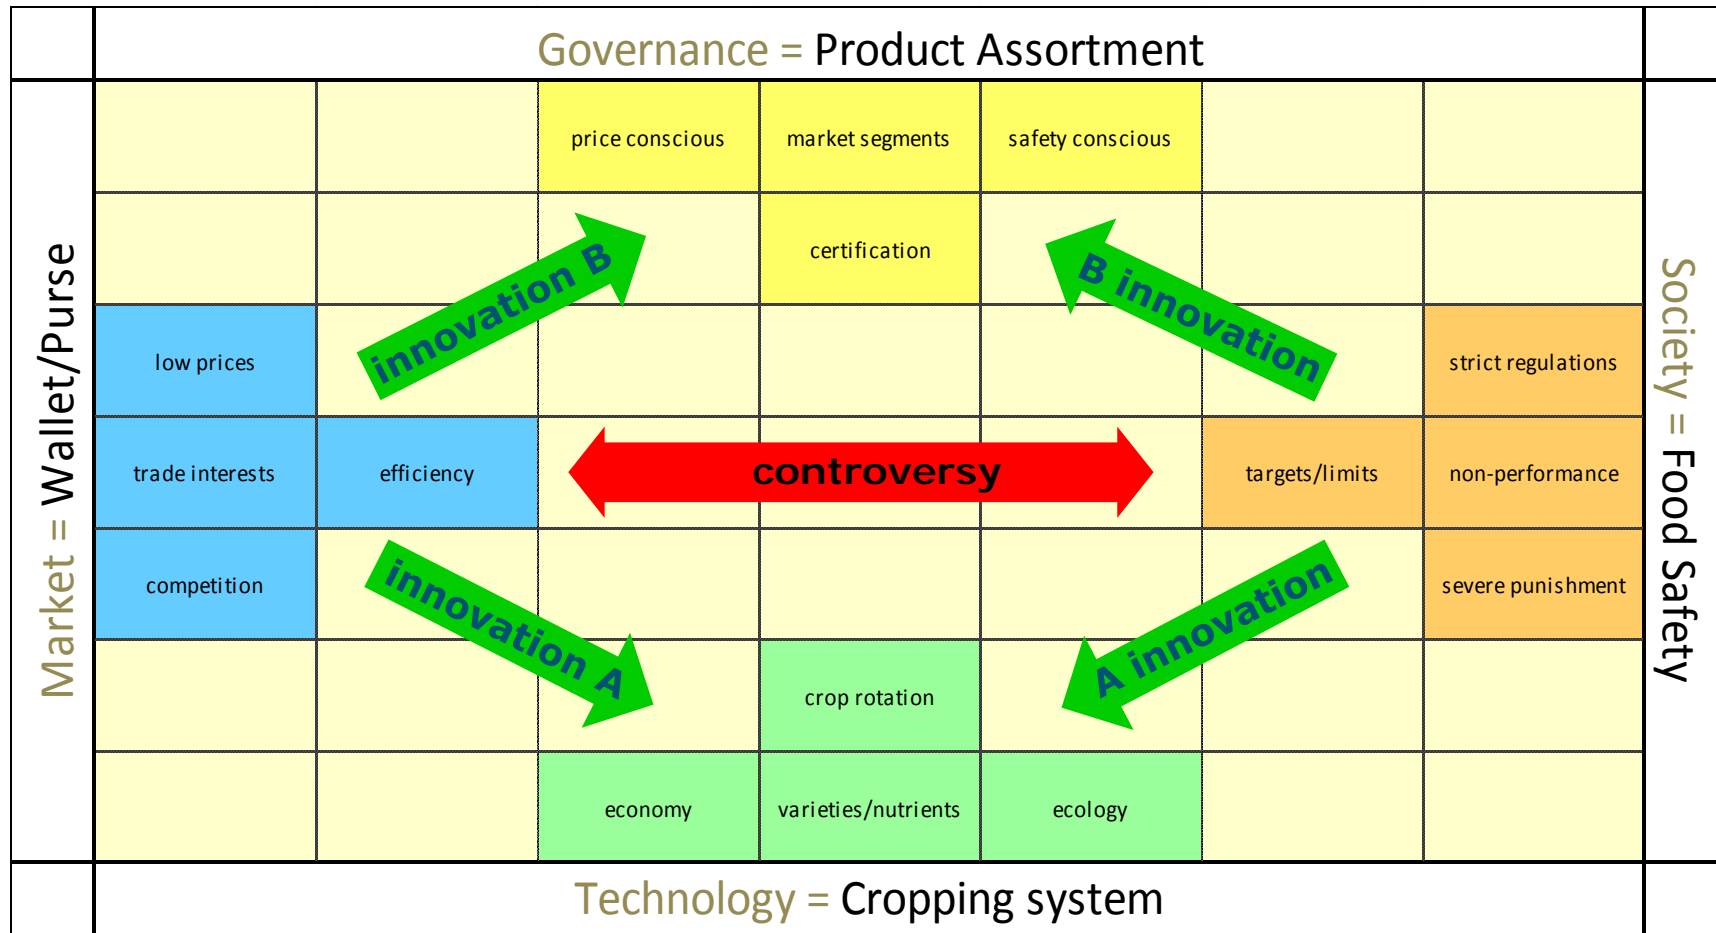 Governance = Product Assortment
price conscious
market segments
safety conscious
certification
innovation B
B innovation
low prices
strict regulations
Market = Wallet/Purse
Society = Food Safety
trade interests
efficiency
controversy
targets/limits
non-performance
competition
severe punishment
innovation A
A innovation
crop rotation
economy
varieties/nutrients
ecology
Technology = Cropping system